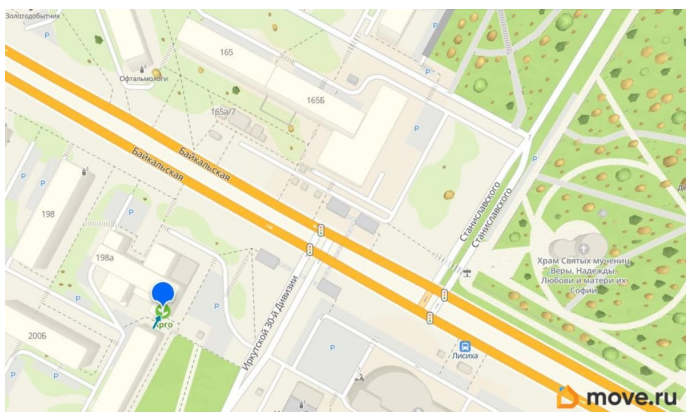 Золотодобытчик
165
Офтальмологи
165Б
165а/7
P
P
P
P
P
P
Байкальская
Байкальская
198
198а
Станиславского
Станиславского
Храм Святых мучениц
Веры, Надежды,
Любови и матери их
Софии
Иркутской 30-й Дивизии
Арго
200Б
P
P
P
Лисиха
move.ru